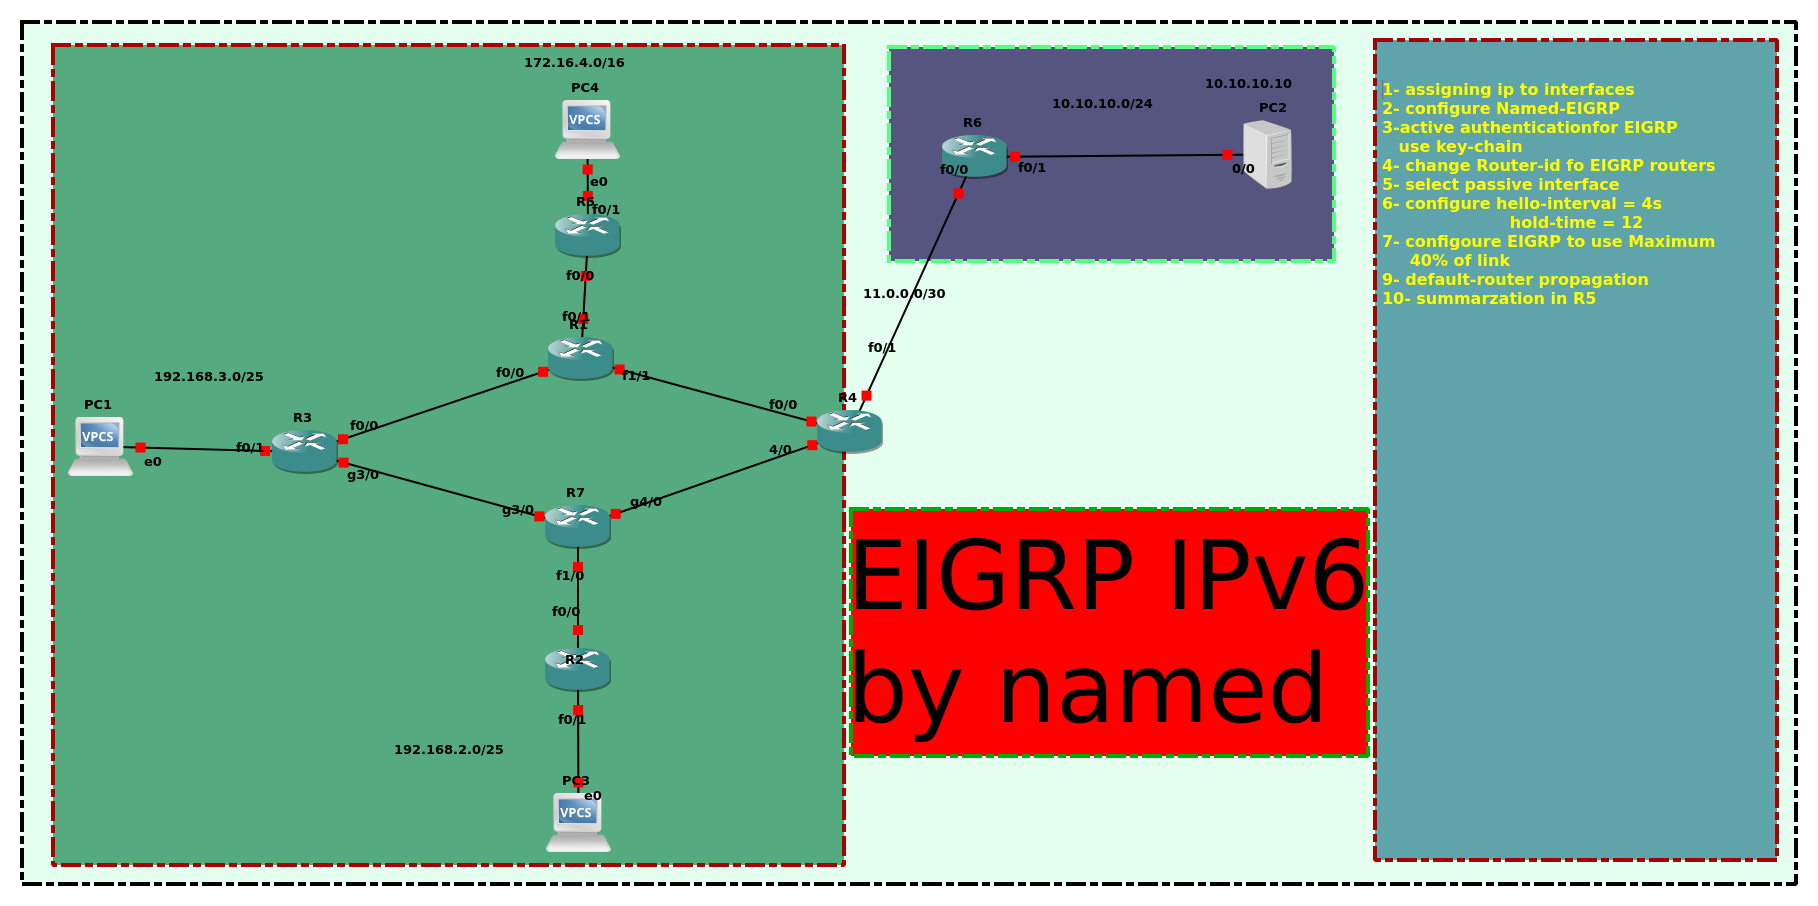 172.16.4.0/16
PC4
VPCS
e0
R5
f0/1
f0/0
f0/1
R1
f0/0
f1/1
192.168.3.0/25
PC1
VPCS
e0
f0/1
R3
f0/0
g3/0
f0/0
R4
4/0
f0/1
11.0.0.0/30
R7
g3/0
g4/0
f1/0
f0/0
R2
f0/1
192.168.2.0/25
PC3
e0
VPCS
10.10.10.10
10.10.10.0/24
PC2
R6
f0/0
f0/1
0/0
EIGRP IPv6
by named
1- assigning ip to interfaces
2- configure Named-EIGRP
3-active authenticationfor EIGRP
use key-chain
4- change Router-id fo EIGRP routers
5- select passive interface
6- configure hello-interval = 4s
hold-time = 12
7- configoure EIGRP to use Maximum
40% of link
9- default-router propagation
10- summarzation in R5